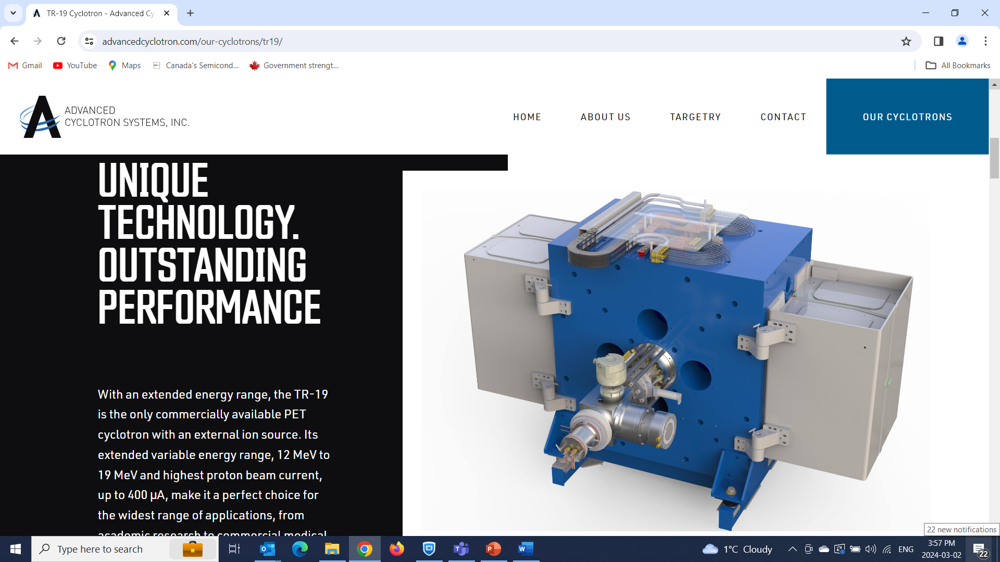 TR-19 Cyclotron - Advanced Cy
advancedcyclotron.com/our-cyclotrons/tr19/
Gmail
YouTube
Maps
Canada's Semicond...
Government strengt...
All Bookmarks
ADVANCED
CYCLOTRON SYSTEMS, INC.
HOME
ABOUT US
TARGETRY
CONTACT
OUR CYCLOTRONS
UNIQUE
TECHNOLOGY.
OUTSTANDING
PERFORMANCE
With an extended energy range, the TR-19
is the only commercially available PET
cyclotron with an external ion source. Its
extended variable energy range, 12 MeV to
19 MeV and highest proton beam current,
up to 400 µA, make it a perfect choice for
the widest range of applications, from
academic research to commercial medical
22 new notifications
Type here to search
1°C Cloudy
ENG
3:57 PM
2024-03-02
22